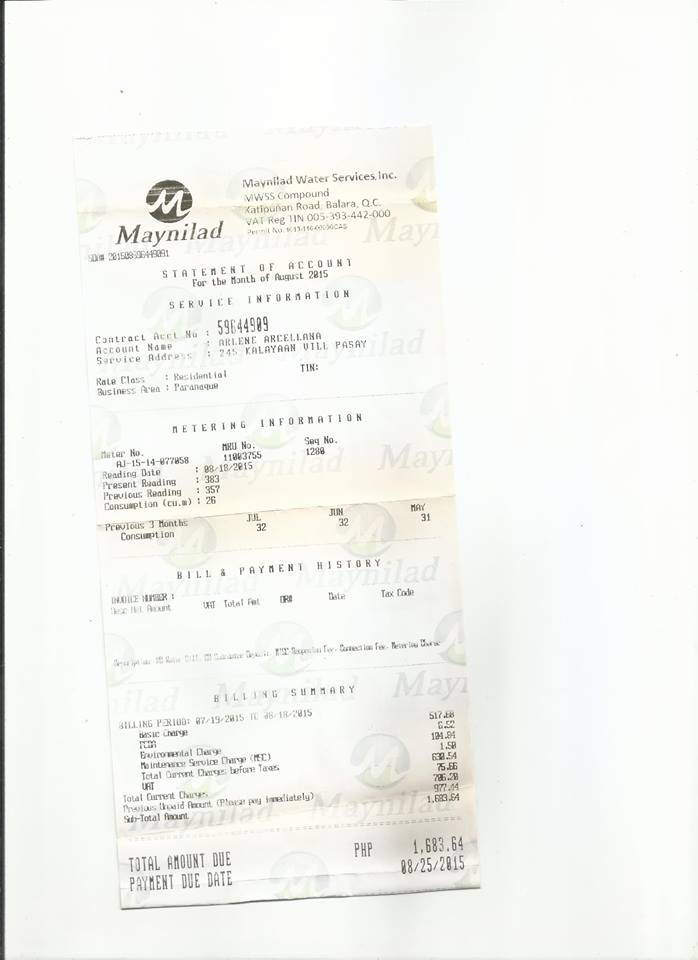 Maynilad
Maynilad Water Services, Inc.
MWSS Compound
Katipunan Road, Balara, Q.C.
VAT Reg TIN 005-393-442-000
Permit No.
SOA#
STATEMENT OF ACCOUNT
For the Month of August 2015
SERVICE INFORMATION
Contract Acct No : 59644909
Account Name : ARLENE ARCELLANA
Service Address : 245 KALAYAAN VILL PASAY
TIN:
Rate Class : Residential
Business Area : Paranaque
METERING INFORMATION
Meter No. MRU No. Seq No.
AJ-15-14-077058 11003755 1280
Reading Date : 08/18/2015
Present Reading : 383
Previous Reading : 357
Consumption (cu.m) : 26
Previous 3 Months JUL JUN MAY
Consumption 32 32 31
BILL & PAYMENT HISTORY
INVOICE NUMBER :
Desc Net Amount VAT Total Amt OR# Date Tax Code
BILLING SUMMARY
BILLING PERIOD: 07/19/2015 TO 08/18/2015
Basic Charge 517.68
FCDA 6.52
Environmental Charge 104.84
Maintenance Service Charge (MSC) 1.50
Total Current Charges before Taxes 630.54
VAT 75.66
Total Current Charges 706.20
Previous Unpaid Amount (Please pay immediately) 977.44
Sub-Total Amount 1,683.64
TOTAL AMOUNT DUE PHP 1,683.64
PAYMENT DUE DATE 08/25/2015